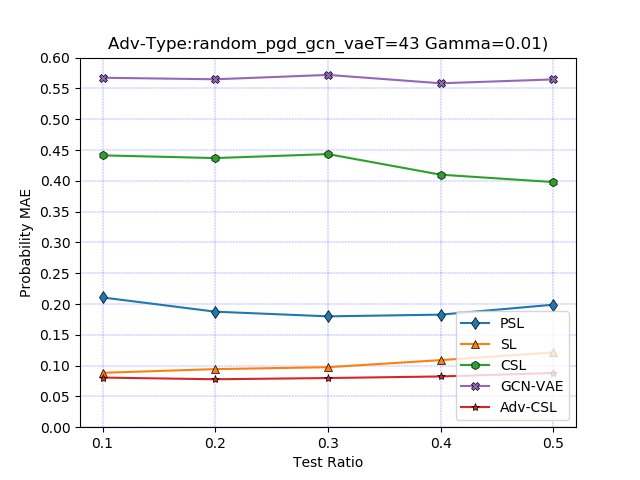 Adv-Type:random_pgd_gcn_vaeT=43 Gamma=0.01)
0.60
0.55
0.50
0.45
0.40
0.35
0.30
0.25
0.20
0.15
0.10
0.05
0.00
Probability MAE
PSL
SL
CSL
GCN-VAE
Adv-CSL
0.1 0.2 0.3 0.4 0.5
Test Ratio